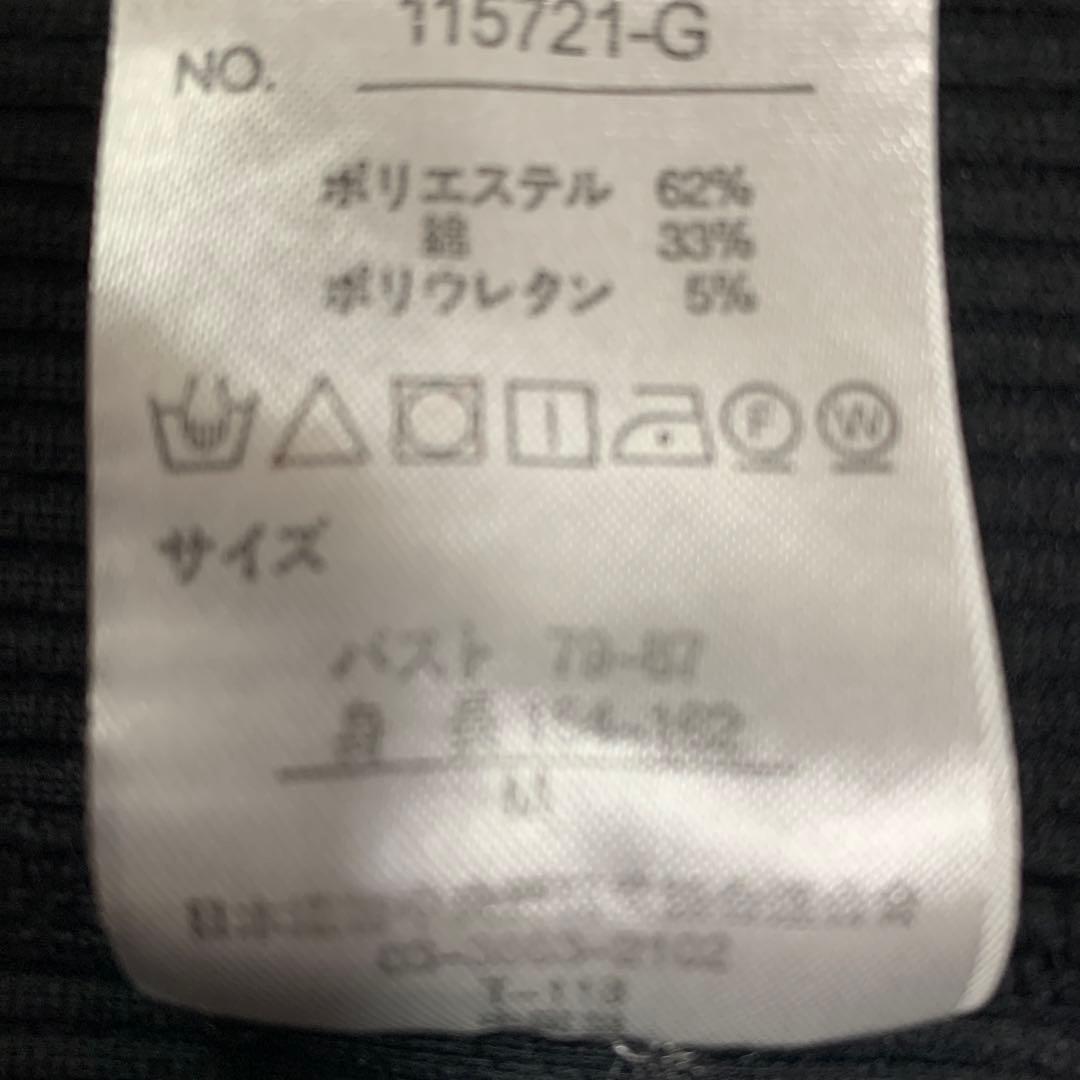 115721-G
NO.
ポリエステル 62%
綿 33%
ポリウレタン 5%
F W
サイズ
バスト 79-87
身 長 154-162
M